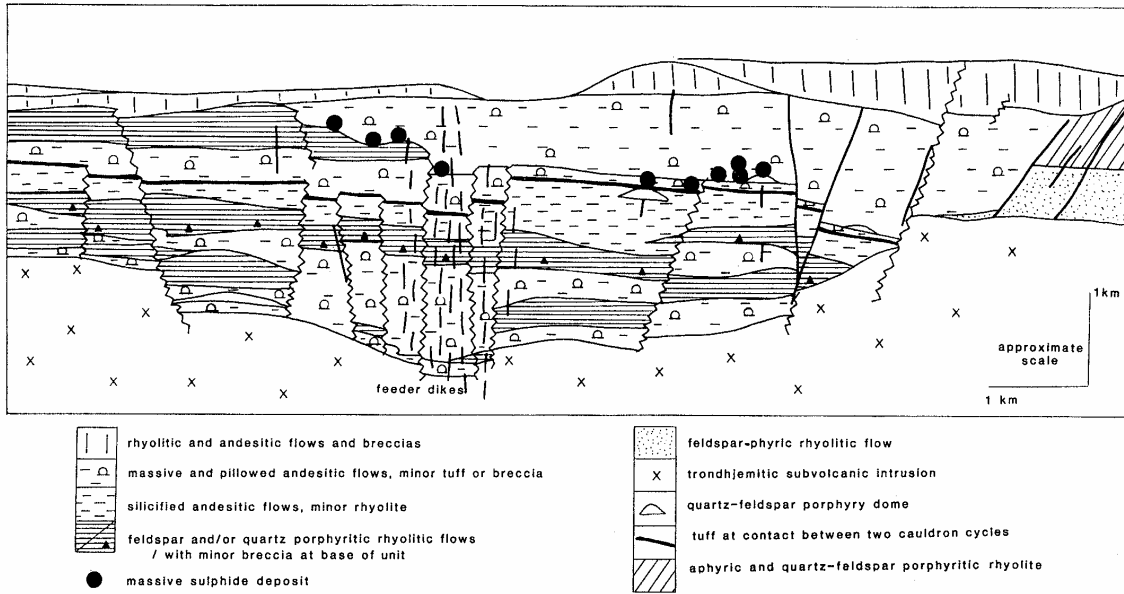 1km
approximate
scale
1 km
feeder dikes
rhyolitic and andesitic flows and breccias
massive and pillowed andesitic flows, minor tuff or breccia
silicified andesitic flows, minor rhyolite
feldspar and/or quartz porphyritic rhyolitic flows
/ with minor breccia at base of unit
massive sulphide deposit
feldspar-phyric rhyolitic flow
x trondhjemitic subvolcanic intrusion
quartz-feldspar porphyry dome
tuff at contact between two cauldron cycles
aphyric and quartz-feldspar porphyritic rhyolite